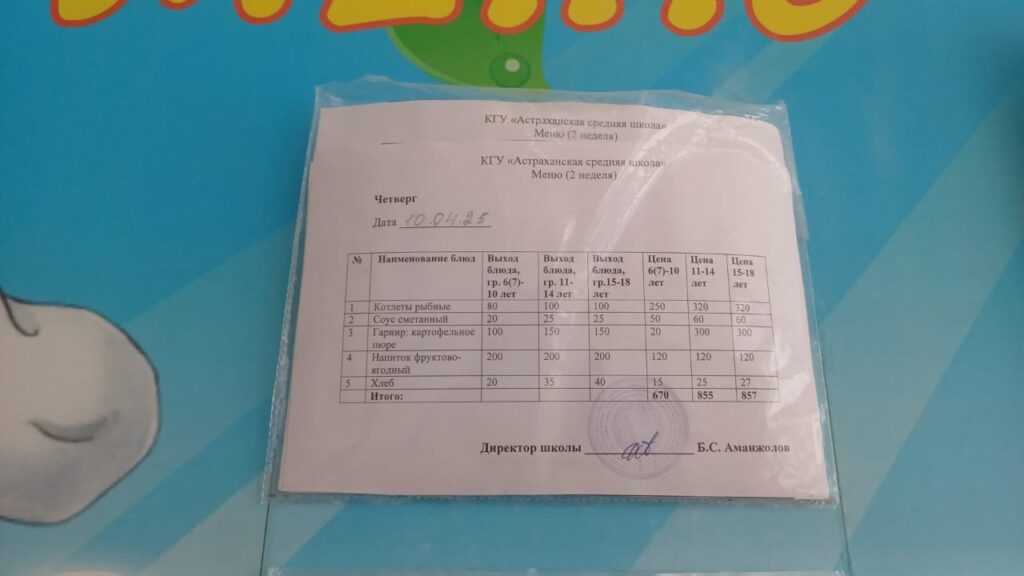 КГУ «Астраханская средняя школа»
Меню (2 неделя)
КГУ «Астраханская средняя школа»
Меню (2 неделя)
Четверг
Дата 10.04.25
№ Наименование блюд Выход блюда, гр. 6(7)-10 лет Выход блюда, гр. 11-14 лет Выход блюда, гр.15-18 лет Цена 6(7)-10 лет Цена 11-14 лет Цена 15-18 лет
1 Котлеты рыбные 80 100 100 250 320 320
2 Соус сметанный 20 25 25 50 60 60
3 Гарнир: картофельное пюре 100 150 150 20 300 300
4 Напиток фруктово-ягодный 200 200 200 120 120 120
5 Хлеб 20 35 40 15 25 27
Итого: 670 855 857
Директор школы Б.С. Аманжолов